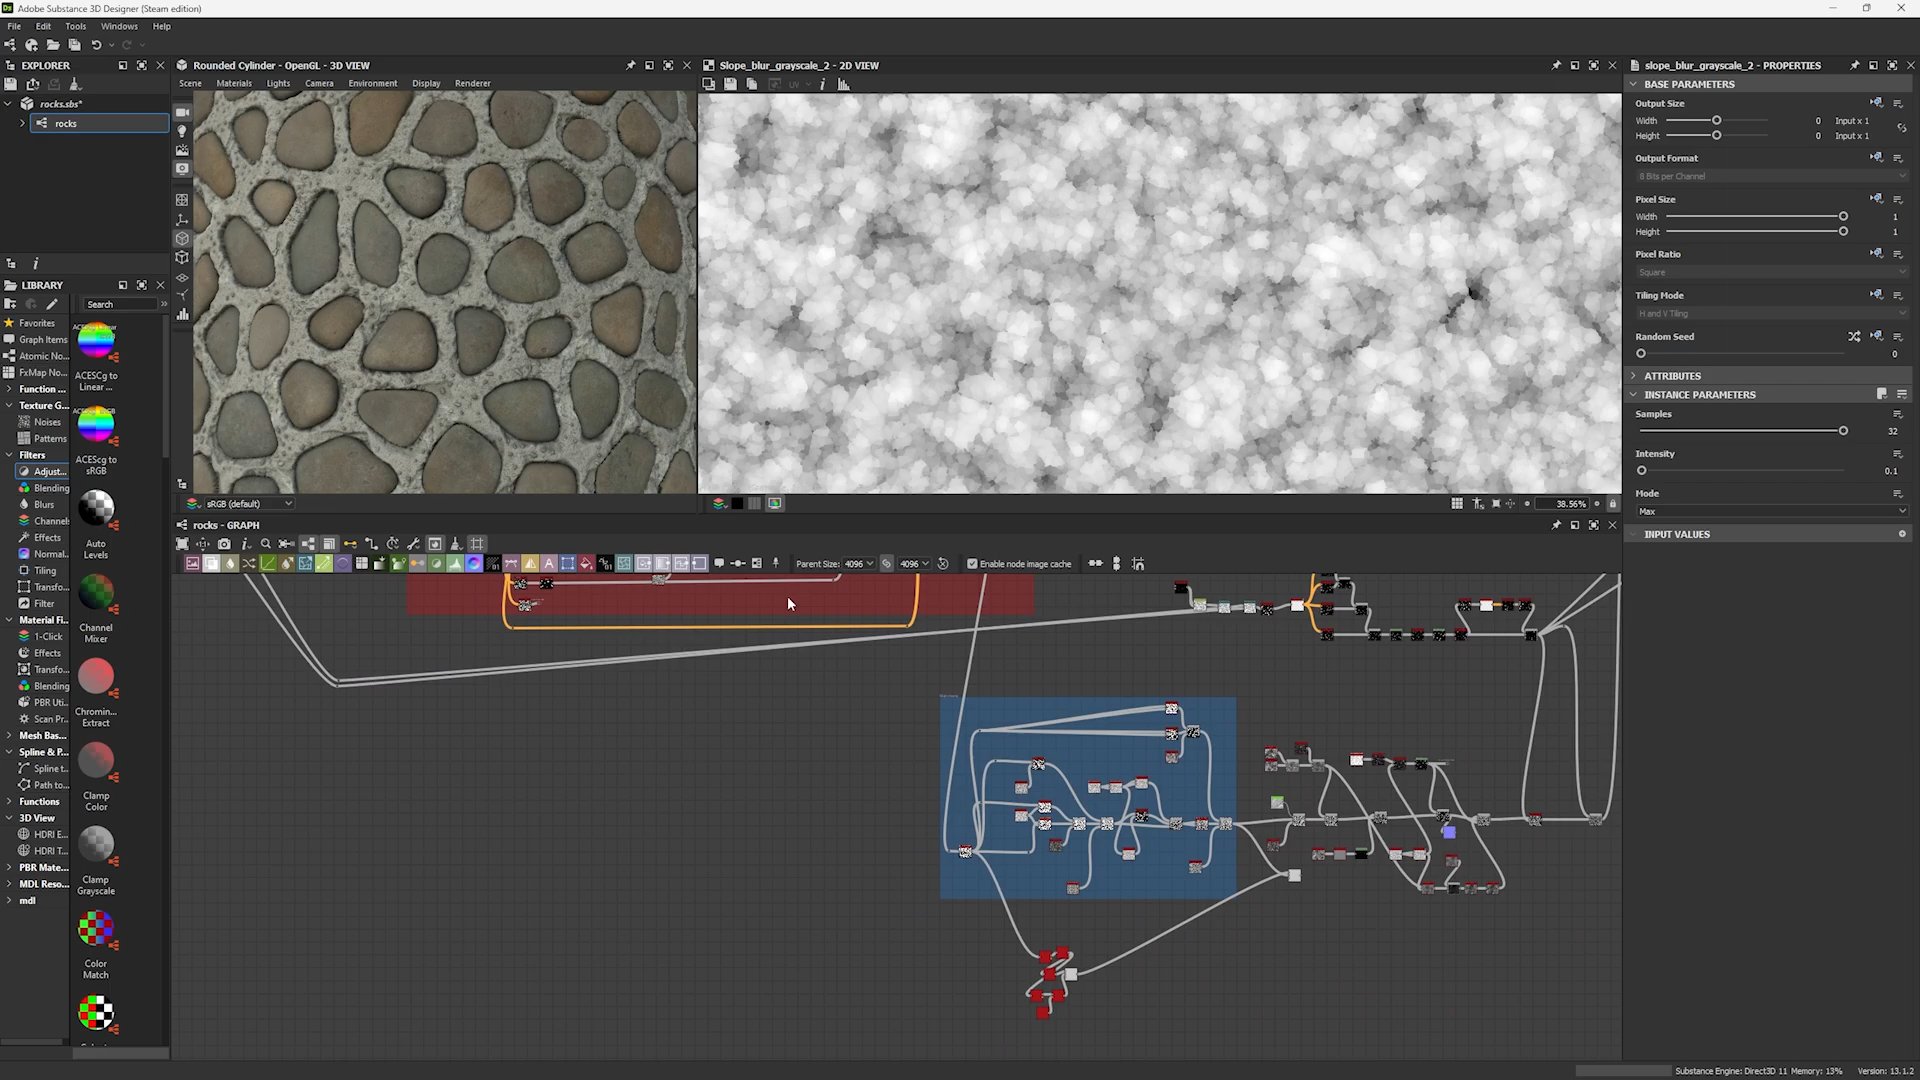 Adobe Substance 3D Designer (Steam edition)
File Edit Tools Windows Help
EXPLORER
rocks.sbs*
rocks
LIBRARY
Search
Favorites
Graph Items
Atomic No...
FxMap No...
Function ...
Texture G...
Noises
Patterns
Filters
Adjust...
Blending
Blurs
Channels
Effects
Normal...
Tiling
Transfo...
Filter
Material Fi...
1-Click
Effects
Transfo...
Blending
PBR Uti...
Scan Pr...
Mesh Bas...
Spline & P...
Spline t...
Path to...
Functions
3D View
HDRI E...
HDRI T...
PBR Mate...
MDL Reso...
mdl
ACEScg to
Linear ...
ACEScg to
sRGB
Auto
Levels
Channel
Mixer
Chromin...
Extract
Clamp
Color
Clamp
Grayscale
Color
Match
Rounded Cylinder - OpenGL - 3D VIEW
Scene Materials Lights Camera Environment Display Renderer
sRGB (default)
Slope_blur_grayscale_2 - 2D VIEW
38.56%
rocks - GRAPH
Parent Size: 4096 4096 Enable node image cache
slope_blur_grayscale_2 - PROPERTIES
BASE PARAMETERS
Output Size
Width 0 Input x 1
Height 0 Input x 1
Output Format
8 Bits per Channel
Pixel Size
Width 1
Height 1
Pixel Ratio
Square
Tiling Mode
H and V Tiling
Random Seed
0
ATTRIBUTES
INSTANCE PARAMETERS
Samples
32
Intensity
0.1
Mode
Max
INPUT VALUES
Substance Engine: Direct3D 11 Memory: 13% Version: 13.1.2